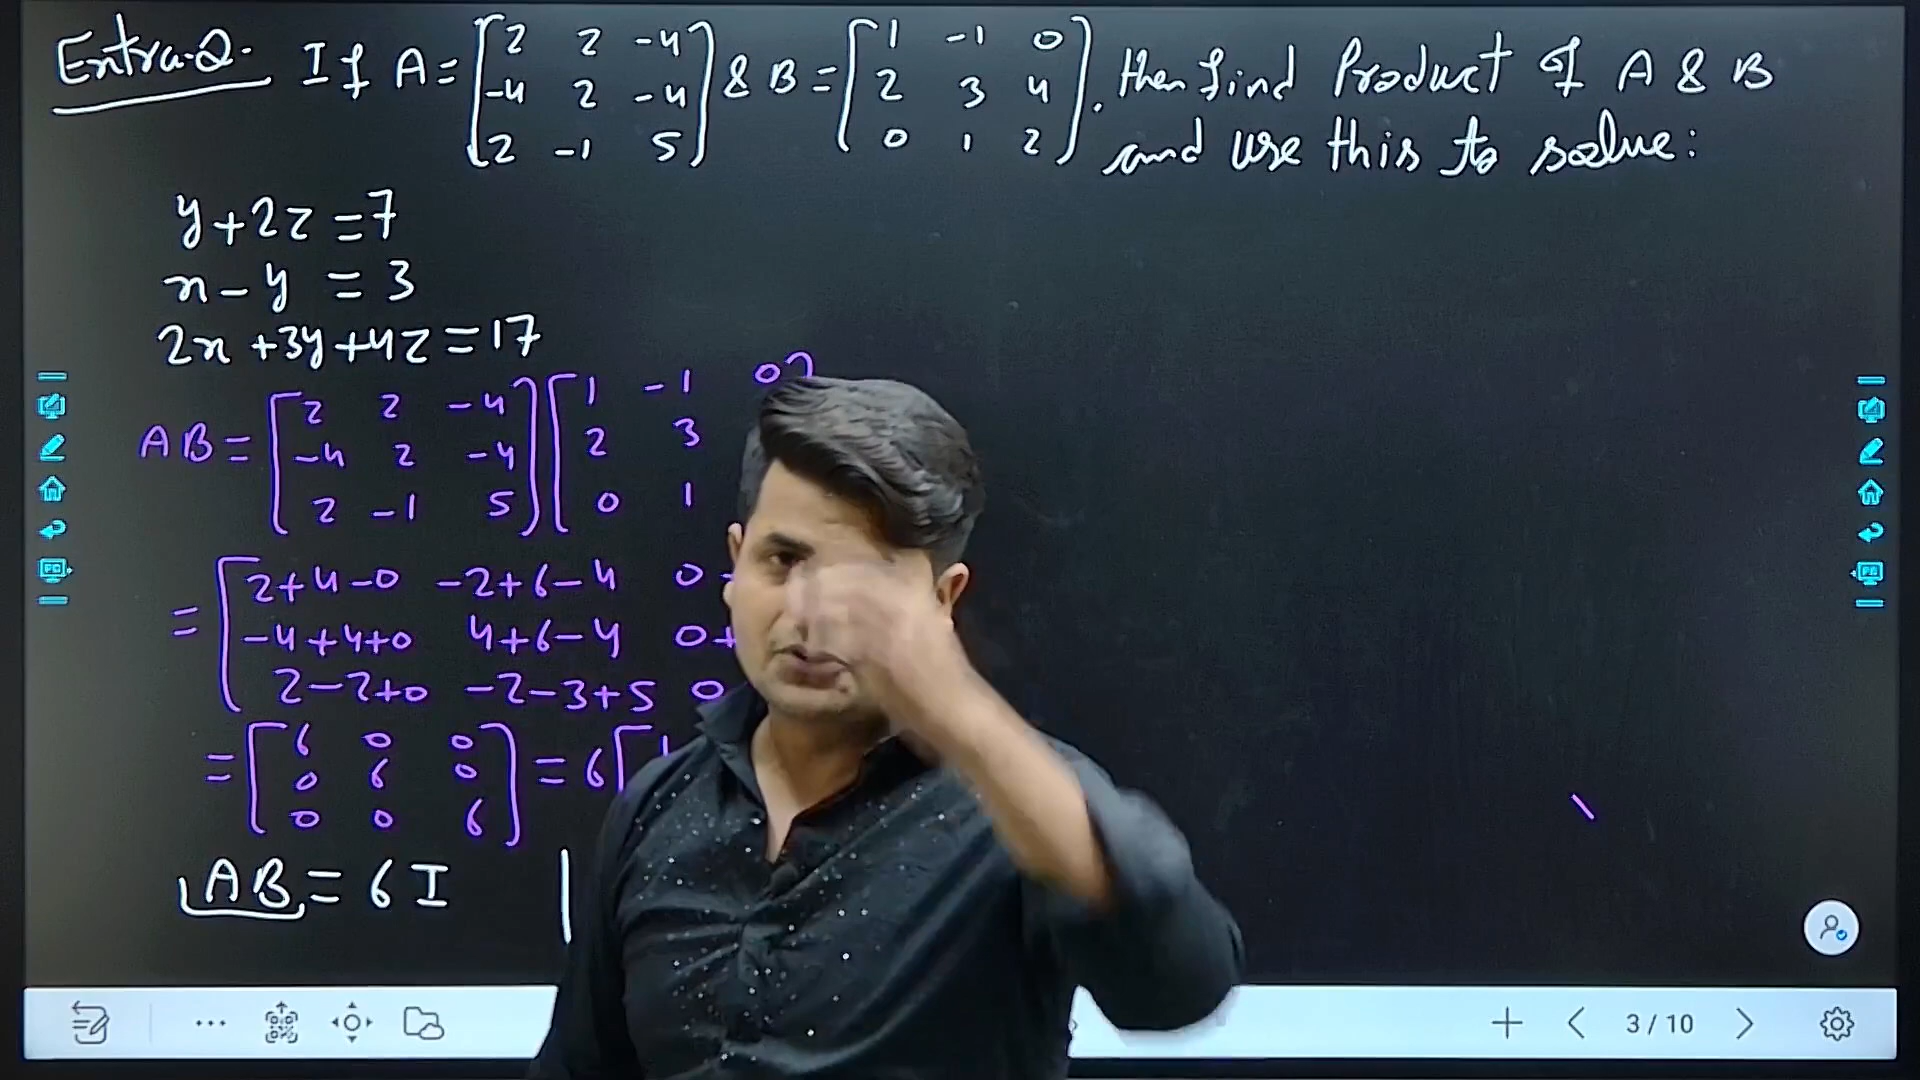 Extra-Q. If A = [2 2 -4 -4 2 -4 2 -1 5] & B = [1 -1 0 2 3 4 0 1 2]. then find Product of A & B
and use this to solve:
y + 2z = 7
x - y = 3
2x + 3y + 4z = 17
AB = [2 2 -4 -4 2 -4 2 -1 5] [1 -1 0 2 3 0 1
= [2+4-0 -2+6-4 0
-4+4+0 4+6-4 0+
2-2+0 -2-3+5 0
= [6 0 0 0 6 0 0 0 6] = 6 [1
AB = 6I
3 / 10